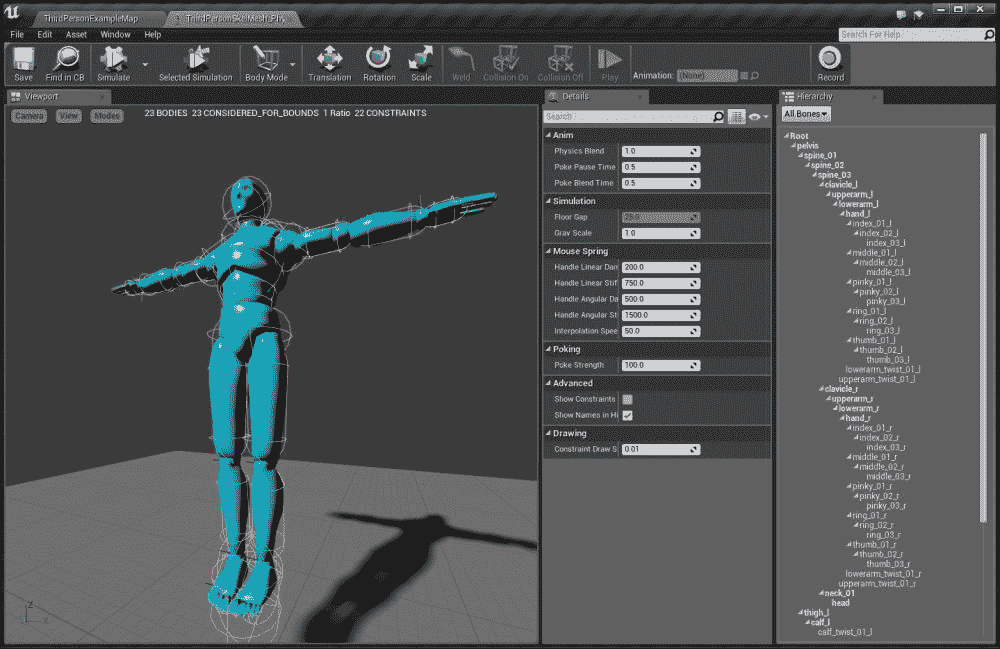 ThirdPersonExampleMap
ThirdPersonSkelMesh_Phy
File Edit Asset Window Help
Search For Help
Save
Find in CB
Simulate
Selected Simulation
Body Mode
Translation
Rotation
Scale
Weld
Collision On
Collision Off
Play
Animation:
(None)
Record
Viewport
Camera
View
Modes
23 BODIES 23 CONSIDERED_FOR_BOUNDS 1 Ratio 22 CONSTRAINTS
Z
X
Details
Search
Anim
Physics Blend 1.0
Poke Pause Time 0.5
Poke Blend Time 0.5
Simulation
Floor Gap
Grav Scale 1.0
Mouse Spring
Handle Linear Dam 200.0
Handle Linear Stif 750.0
Handle Angular Da 500.0
Handle Angular St 1500.0
Interpolation Spee 50.0
Poking
Poke Strength 100.0
Advanced
Show Constraints
Show Names in Hi
Drawing
Constraint Draw S 0.01
Hierarchy
All Bones
Root
pelvis
spine_01
spine_02
spine_03
clavicle_l
upperarm_l
lowerarm_l
hand_l
index_01_l
index_02_l
index_03_l
middle_01_l
middle_02_l
middle_03_l
pinky_01_l
pinky_02_l
pinky_03_l
ring_01_l
ring_02_l
ring_03_l
thumb_01_l
thumb_02_l
thumb_03_l
lowerarm_twist_01_l
upperarm_twist_01_l
clavicle_r
upperarm_r
lowerarm_r
hand_r
index_01_r
index_02_r
index_03_r
middle_01_r
middle_02_r
middle_03_r
pinky_01_r
pinky_02_r
pinky_03_r
ring_01_r
ring_02_r
ring_03_r
thumb_01_r
thumb_02_r
thumb_03_r
lowerarm_twist_01_r
upperarm_twist_01_r
neck_01
head
thigh_l
calf_l
calf_twist_01_l